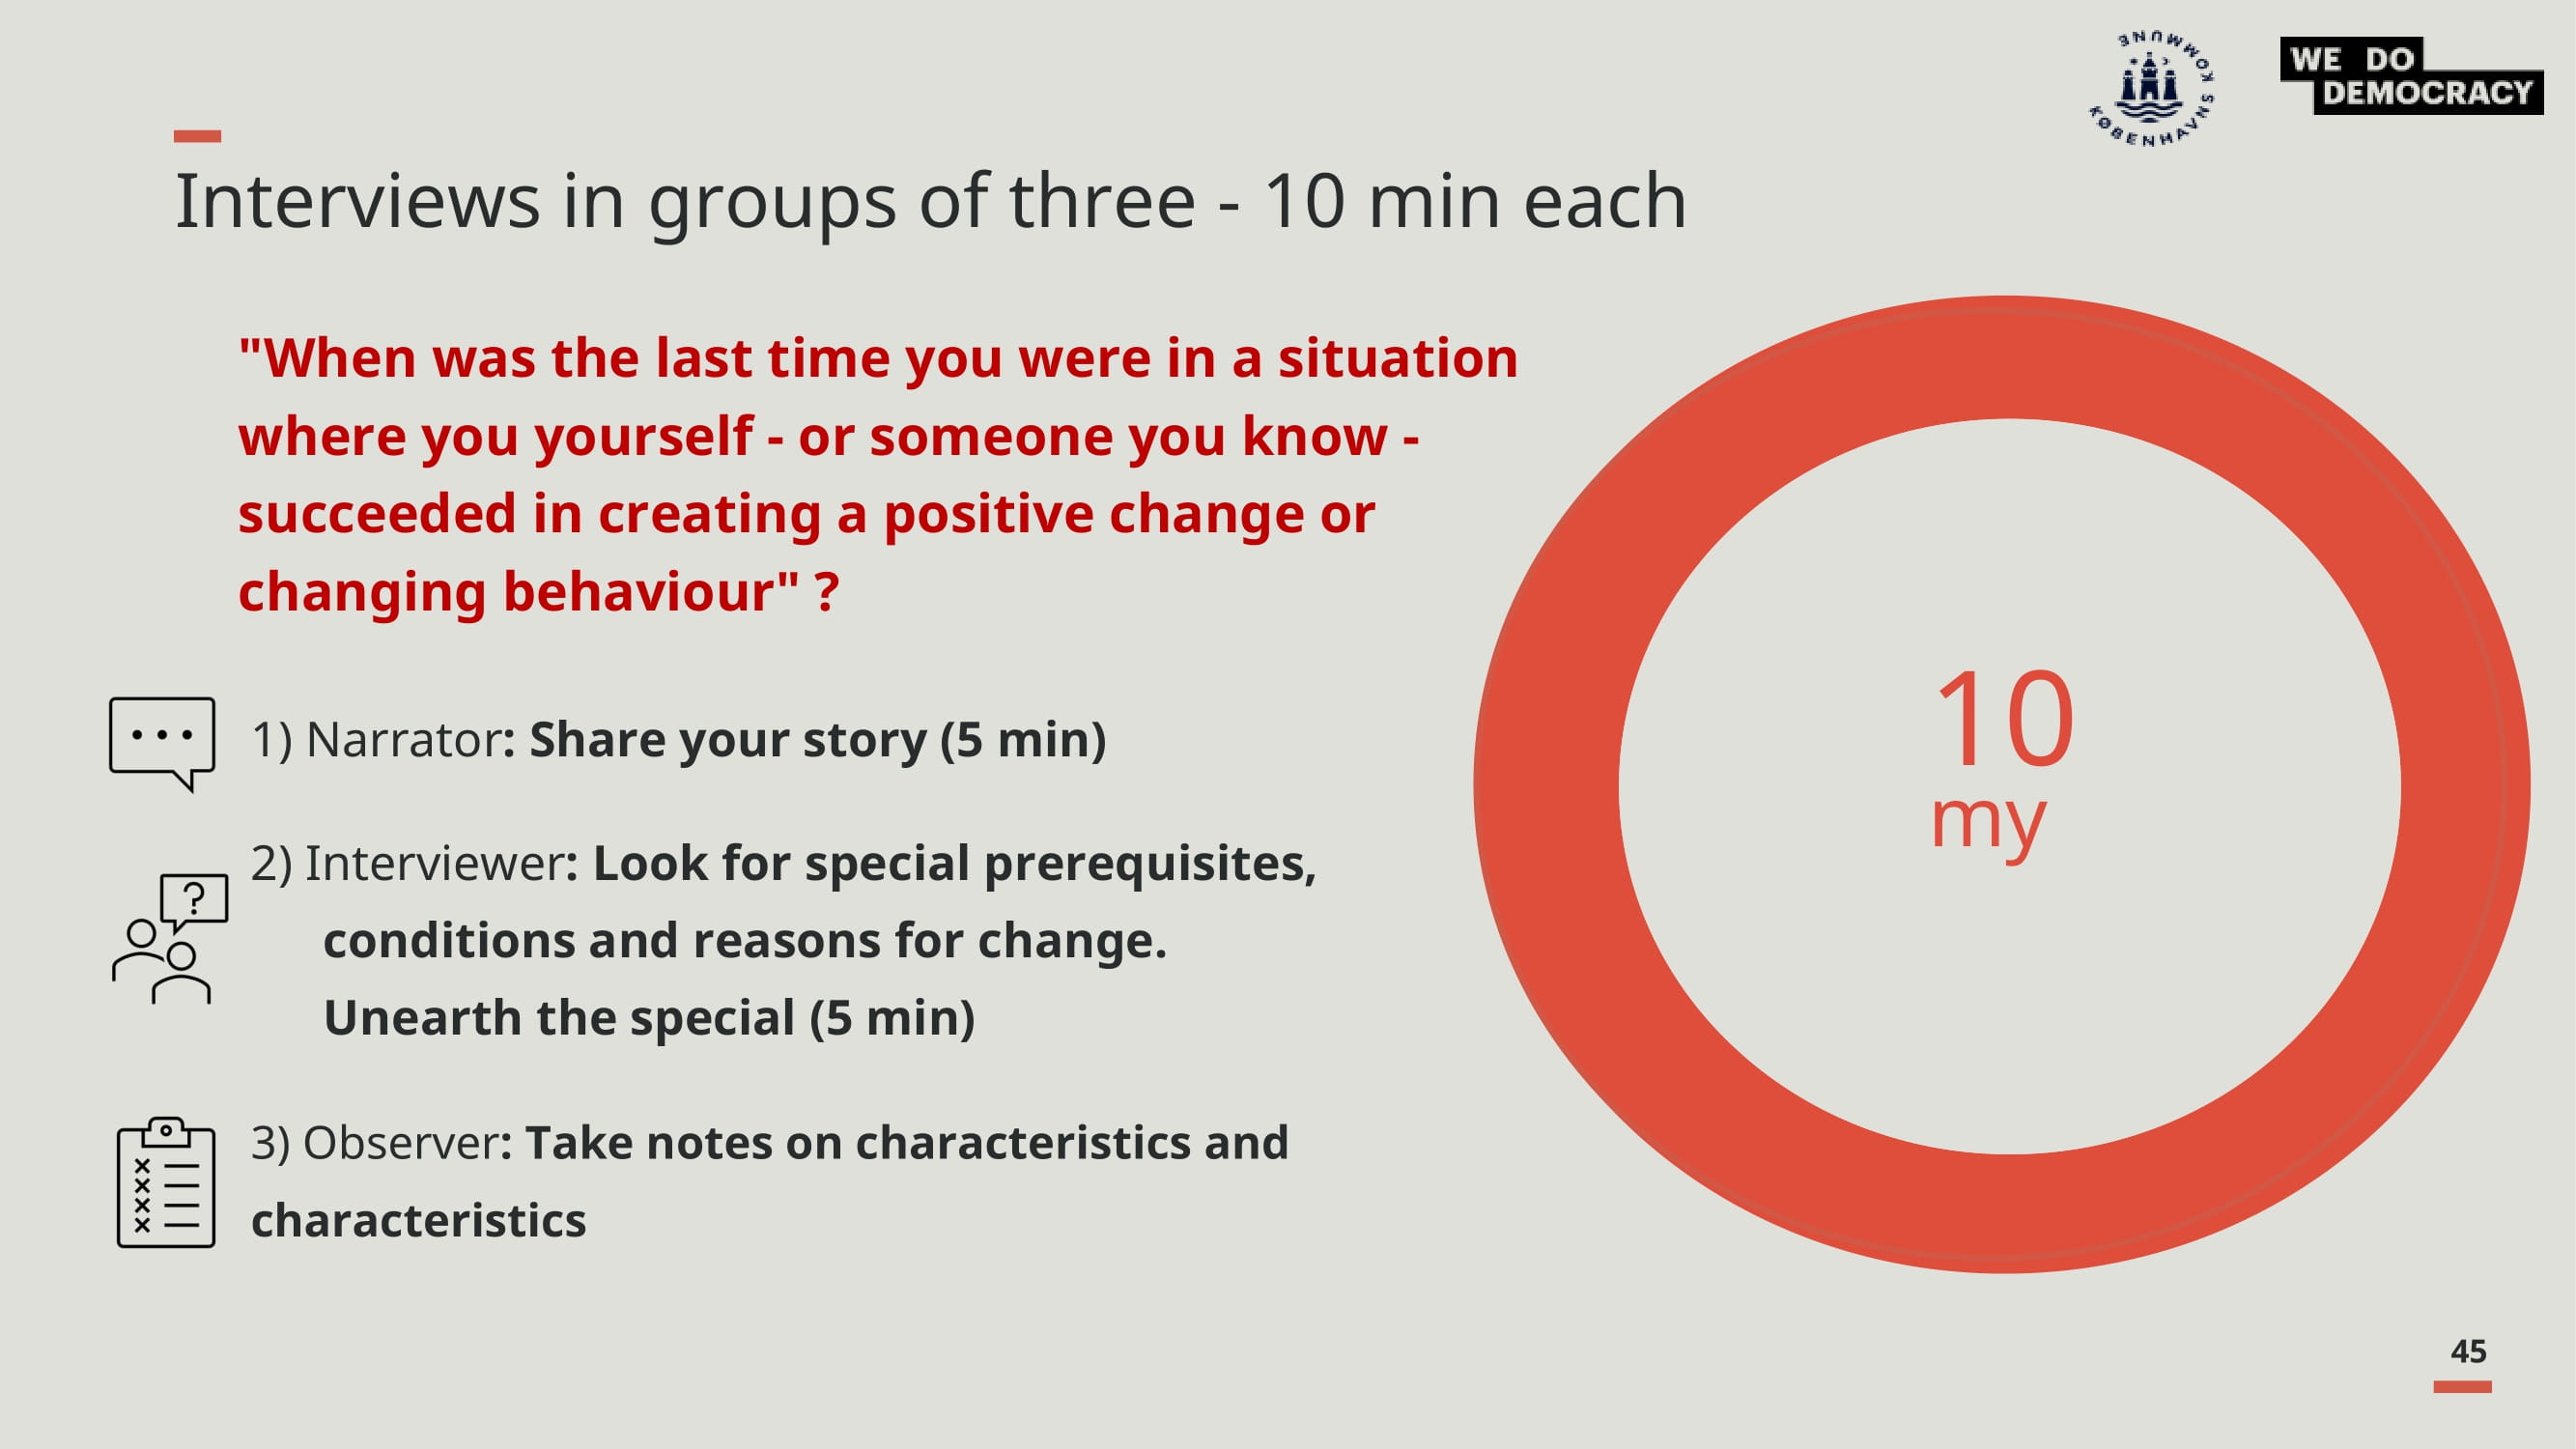 KØBENHAVNS KOMMUNE
WE DO
DEMOCRACY
Interviews in groups of three - 10 min each
"When was the last time you were in a situation
where you yourself - or someone you know -
succeeded in creating a positive change or
changing behaviour" ?
1) Narrator: Share your story (5 min)
2) Interviewer: Look for special prerequisites,
conditions and reasons for change.
Unearth the special (5 min)
3) Observer: Take notes on characteristics and
characteristics
10
my
?
45